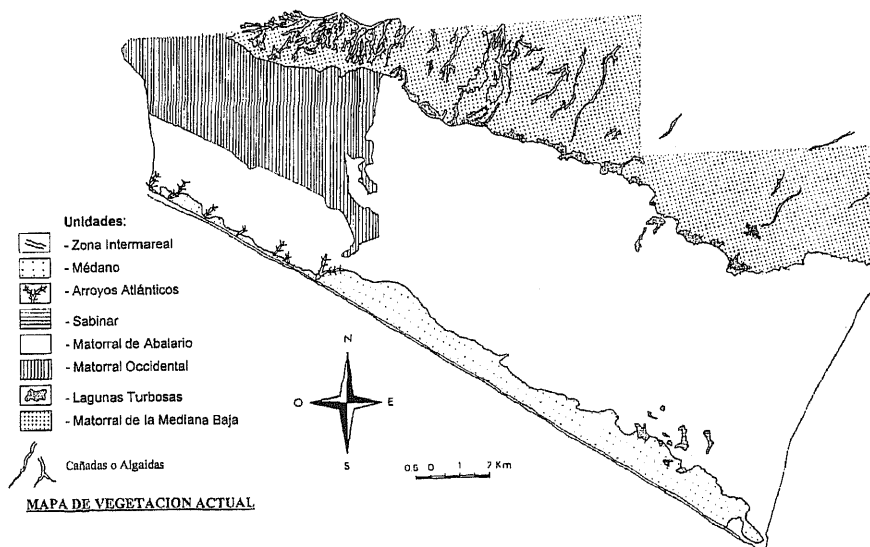 Unidades:
- Zona Intermareal
- Médano
- Arroyos Atlánticos
- Sabinar
- Matorral de Abalario
- Matorral Occidental
- Lagunas Turbosas
- Matorral de la Mediana Baja
Cañadas o Algaidas
MAPA DE VEGETACION ACTUAL
N
O E
S
0.5 0 1 2 Km